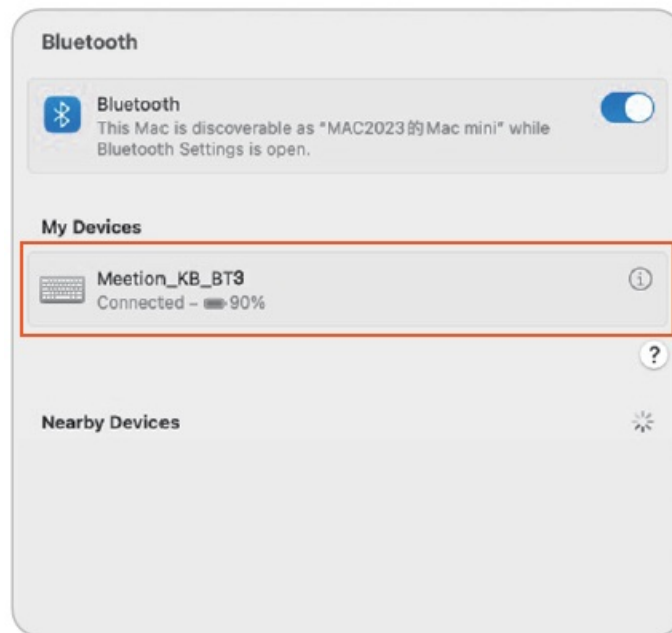 Bluetooth
Bluetooth
This Mac is discoverable as "MAC2023的Mac mini" while
Bluetooth Settings is open.
My Devices
Meetion_KB_BT3
Connected – 90%
?
Nearby Devices